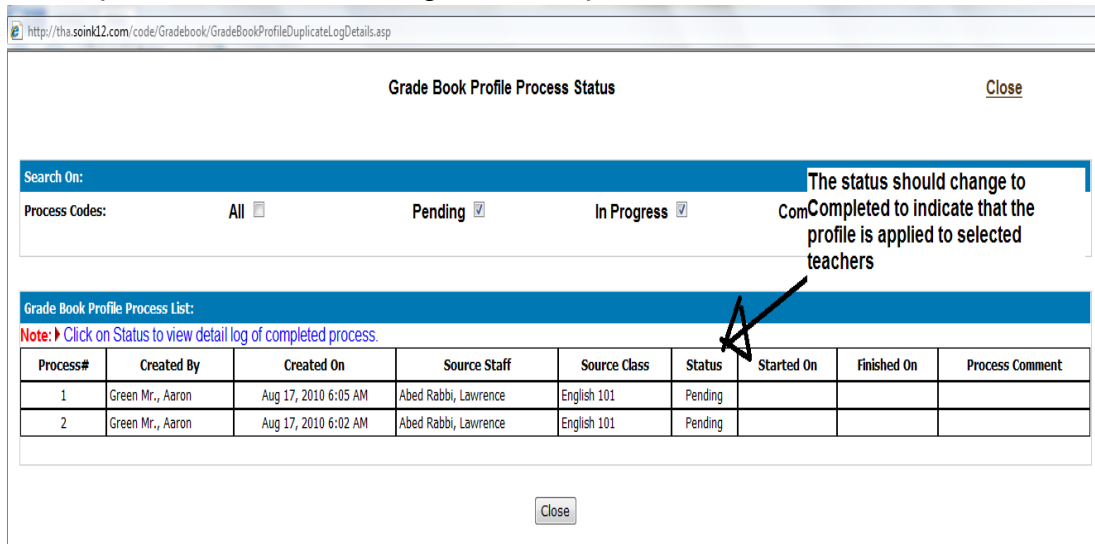 http://tha.soink12.com/code/Gradebook/GradeBookProfileDuplicateLogDetails.asp
Grade Book Profile Process Status Close
Search On:
Process Codes: All Pending In Progress Com
The status should change to
Completed to indicate that the
profile is applied to selected
teachers
Grade Book Profile Process List:
Note: Click on Status to view detail log of completed process.
Process# Created By Created On Source Staff Source Class Status Started On Finished On Process Comment
1 Green Mr., Aaron Aug 17, 2010 6:05 AM Abed Rabbi, Lawrence English 101 Pending
2 Green Mr., Aaron Aug 17, 2010 6:02 AM Abed Rabbi, Lawrence English 101 Pending
Close